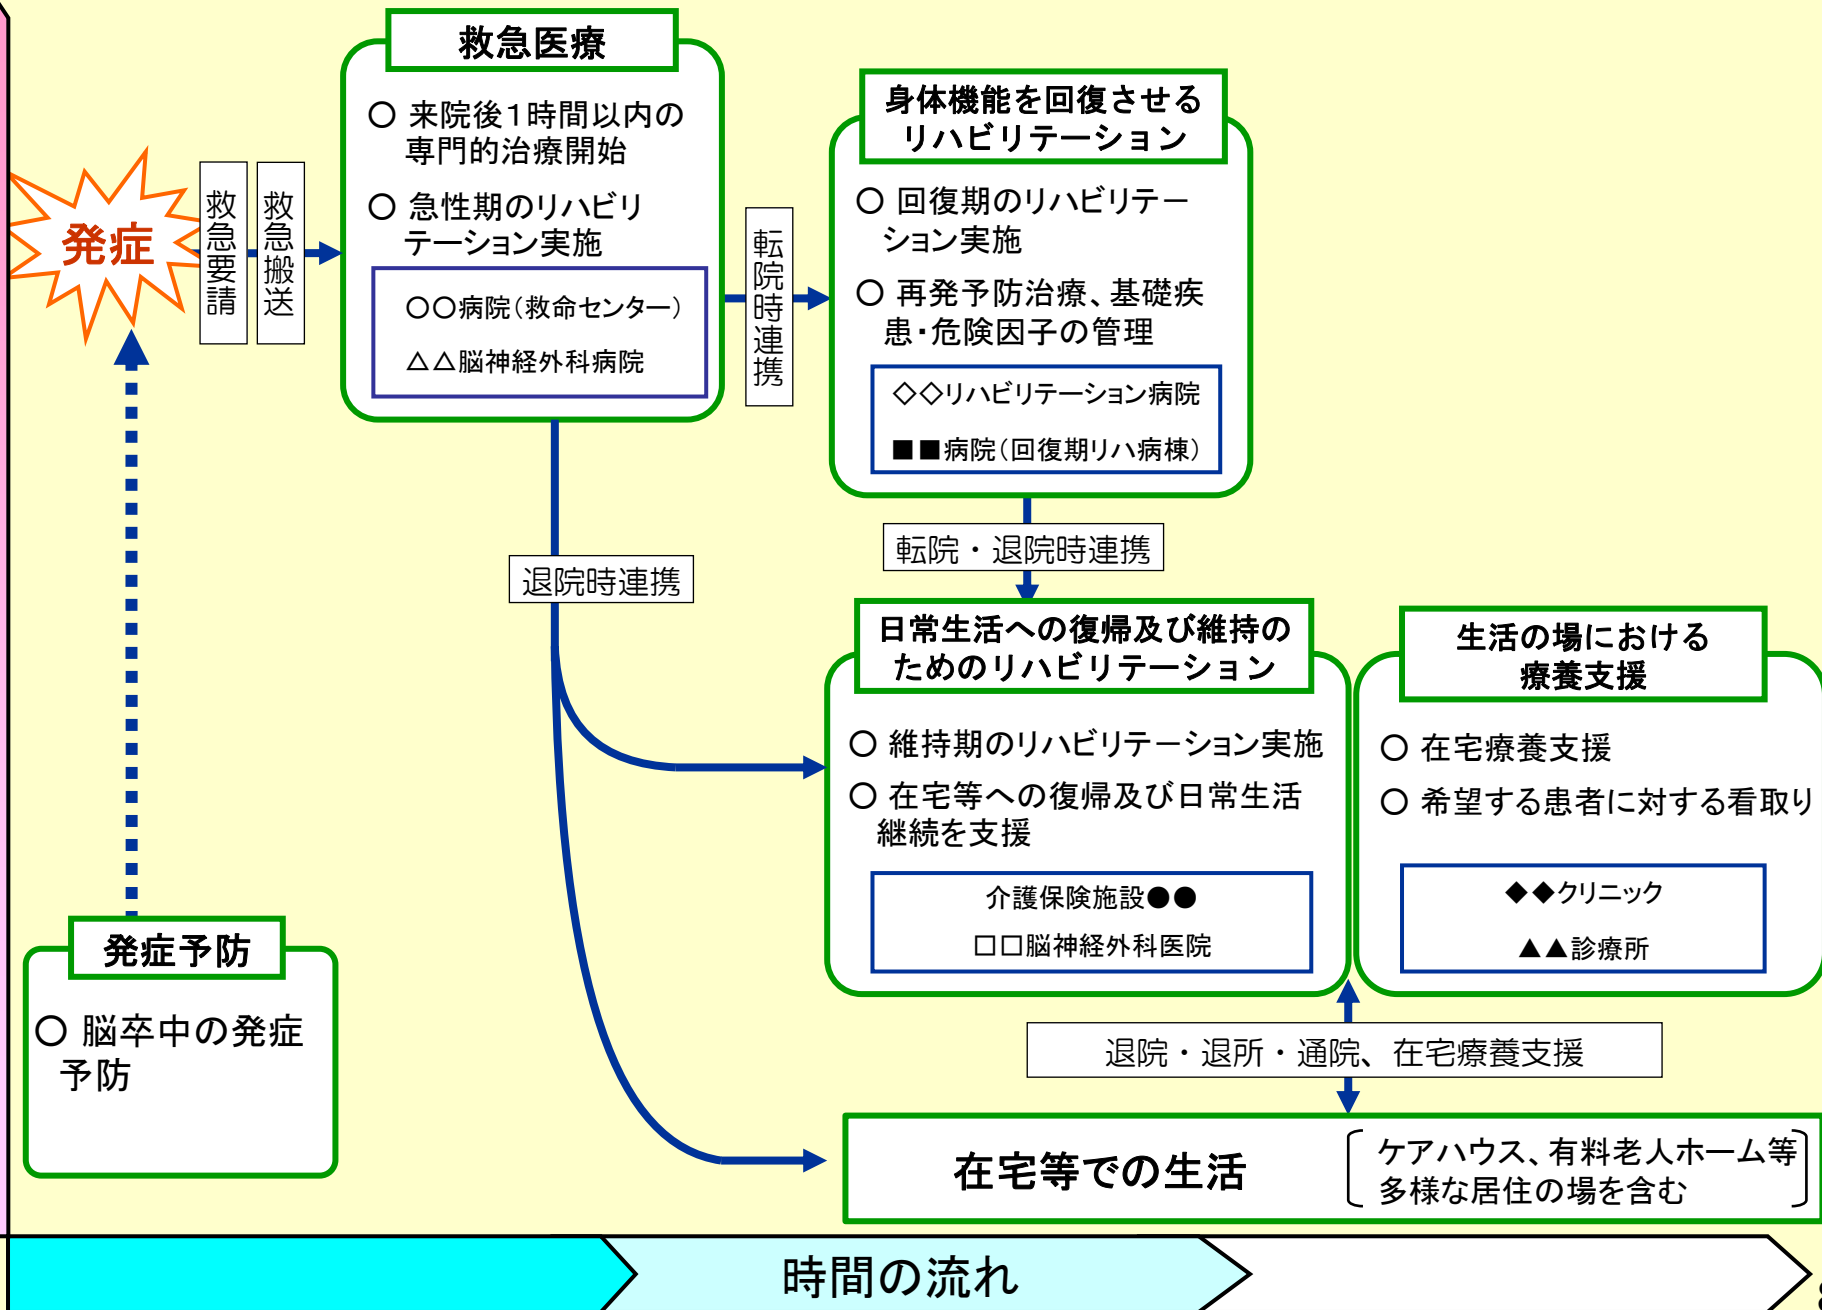 救急医療
○ 来院後1時間以内の
専門的治療開始
○ 急性期のリハビリ
テーション実施
○○病院(救命センター)
△△脳神経外科病院
発症
救急要請
救急搬送
転院時連携
身体機能を回復させる
リハビリテーション
○ 回復期のリハビリテー
ション実施
○ 再発予防治療、基礎疾
患・危険因子の管理
◇◇リハビリテーション病院
■■病院(回復期リハ病棟)
退院時連携
転院・退院時連携
日常生活への復帰及び維持の
ためのリハビリテーション
○ 維持期のリハビリテーション実施
○ 在宅等への復帰及び日常生活
継続を支援
介護保険施設●●
□□脳神経外科医院
生活の場における
療養支援
○ 在宅療養支援
○ 希望する患者に対する看取り
◆◆クリニック
▲▲診療所
発症予防
○ 脳卒中の発症
予防
退院・退所・通院、在宅療養支援
在宅等での生活
ケアハウス、有料老人ホーム等
多様な居住の場を含む
時間の流れ